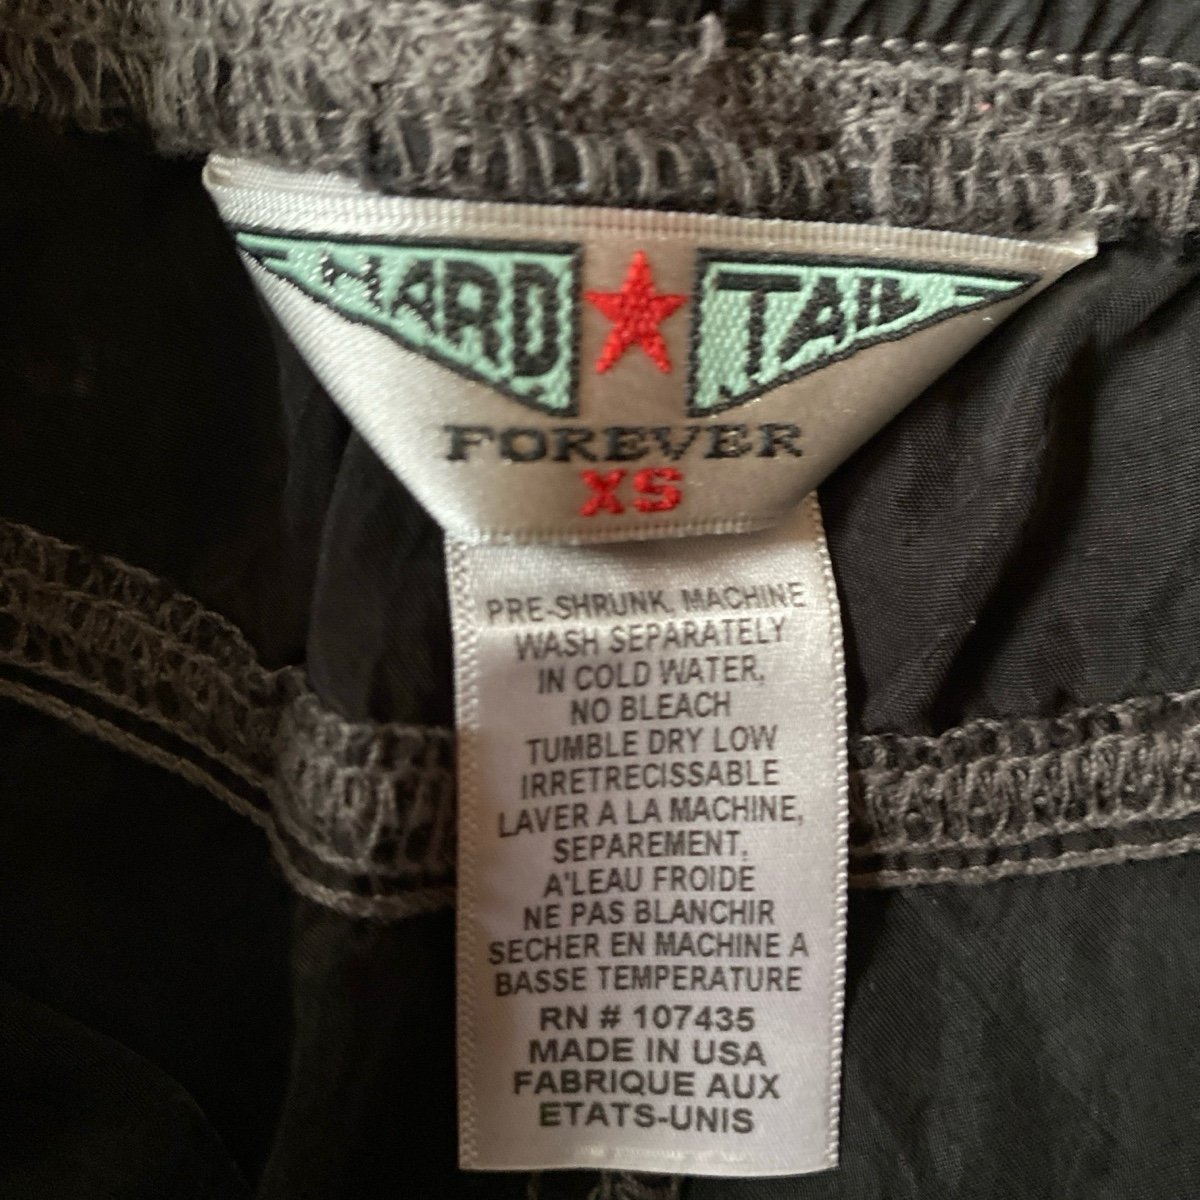 HARD TAIL
FOREVER
XS
PRE-SHRUNK, MACHINE
WASH SEPARATELY
IN COLD WATER,
NO BLEACH
TUMBLE DRY LOW
IRRETRECISSABLE
LAVER A LA MACHINE,
SEPAREMENT,
A'LEAU FROIDE
NE PAS BLANCHIR
SECHER EN MACHINE A
BASSE TEMPERATURE
RN # 107435
MADE IN USA
FABRIQUE AUX
ETATS-UNIS